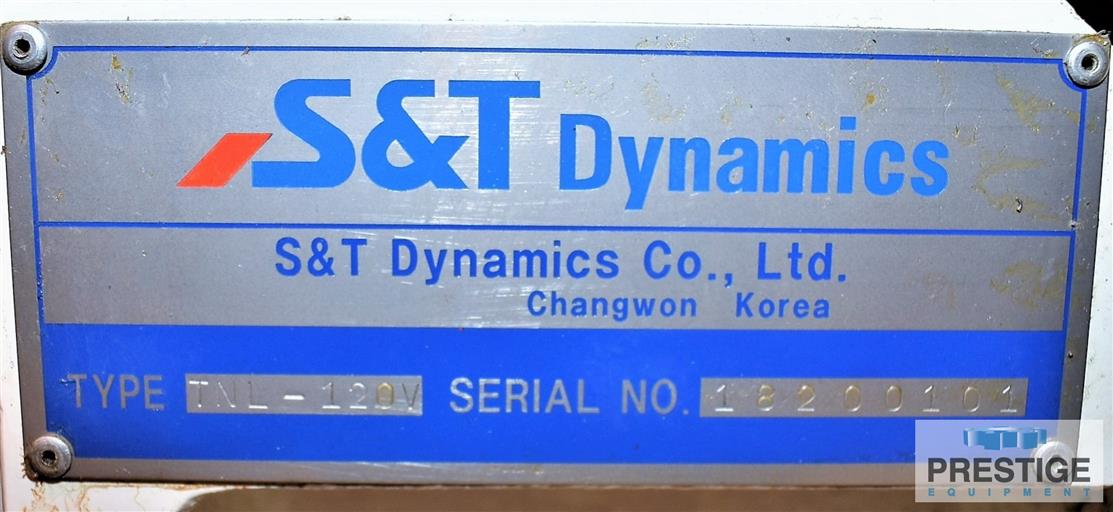 S&T Dynamics
S&T Dynamics Co., Ltd.
Changwon Korea
TYPE TNL-120V SERIAL NO. 18200101
PRESTIGE
EQUIPMENT